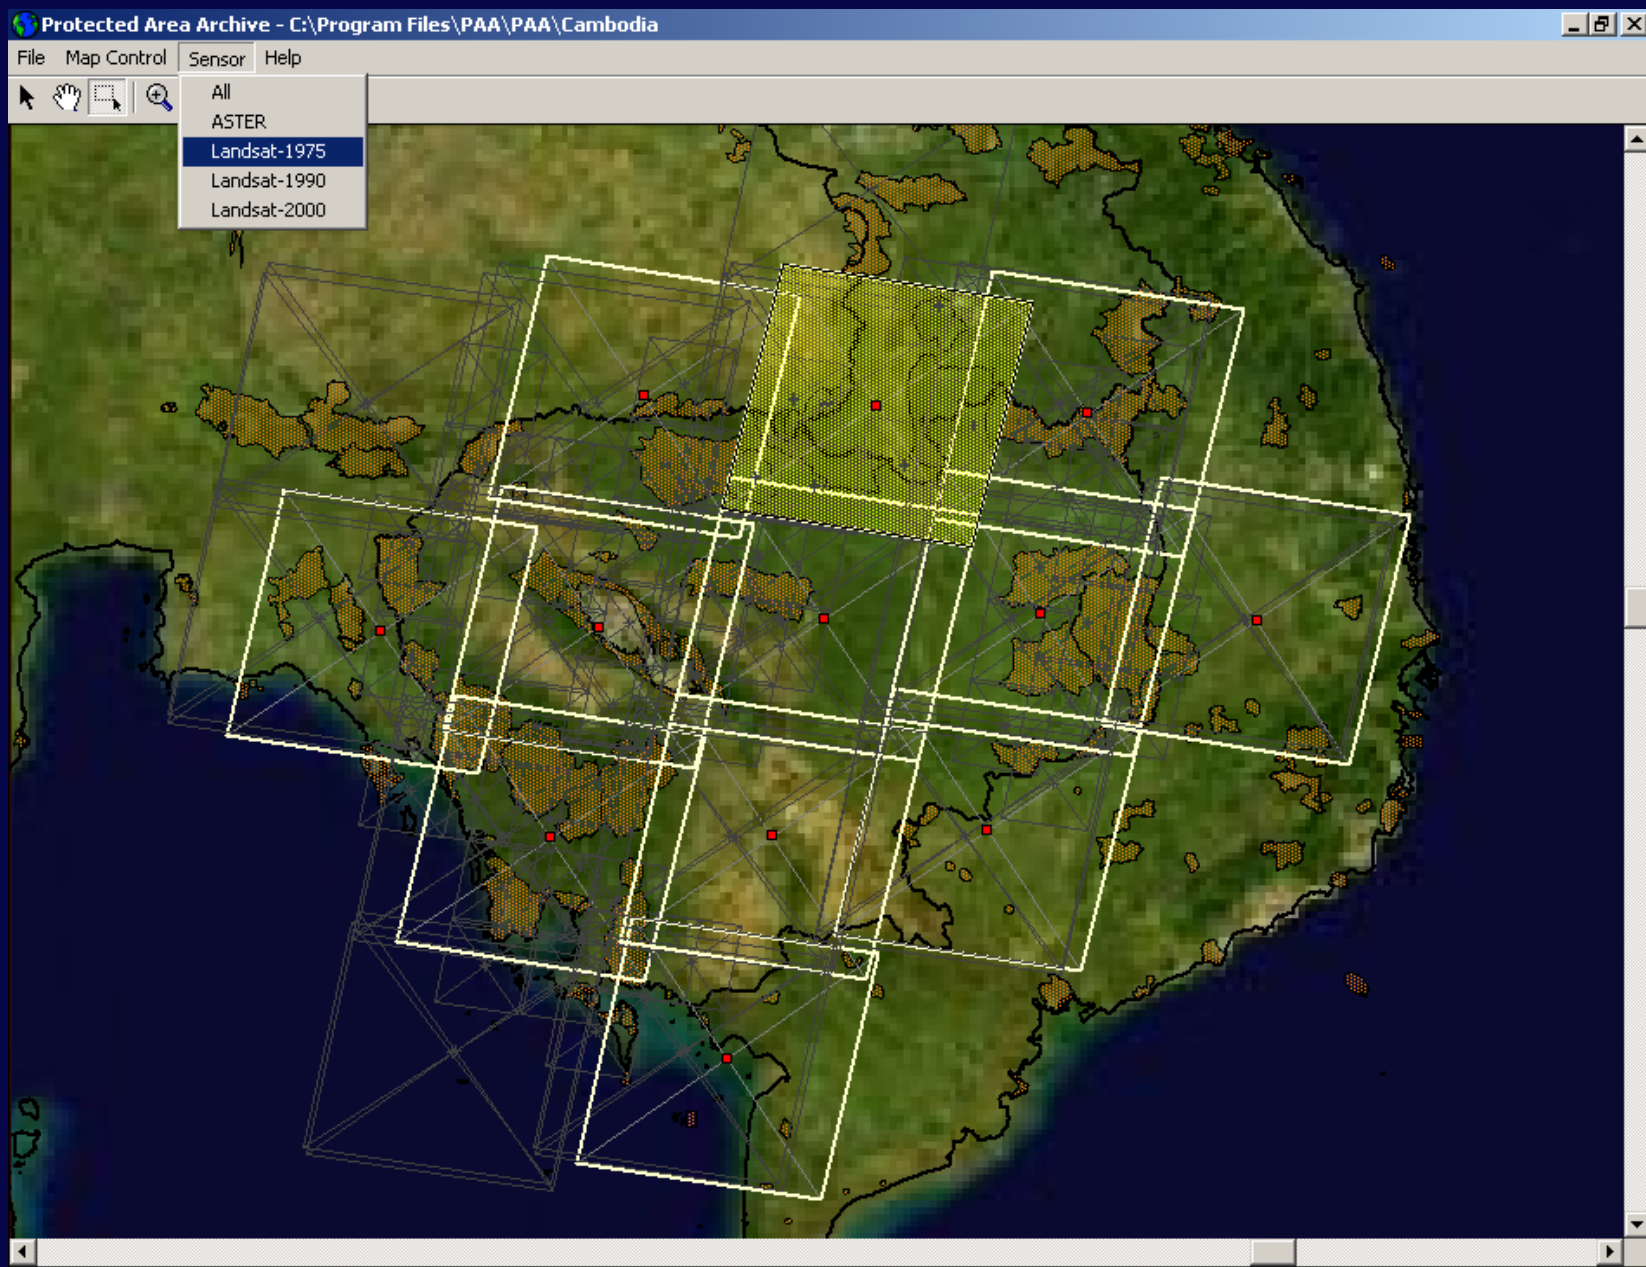 Protected Area Archive - C:\Program Files\PAA\PAA\Cambodia
File Map Control Sensor Help
All
ASTER
Landsat-1975
Landsat-1990
Landsat-2000